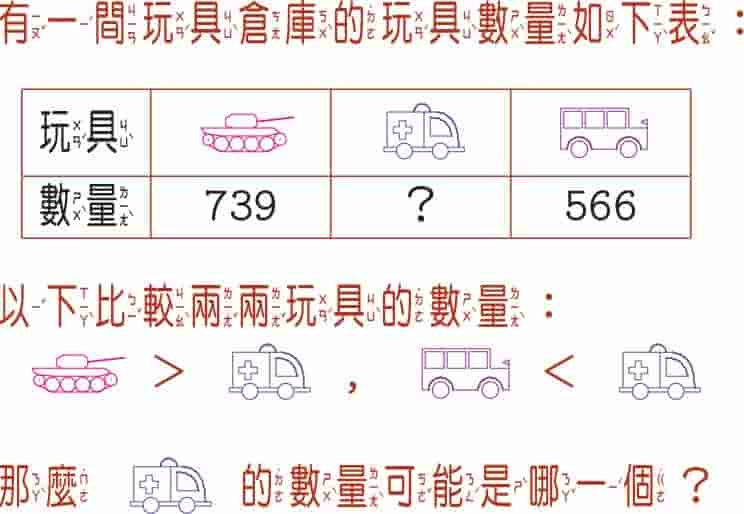 有一間玩具倉庫的玩具數量如下表：
玩具
數量 739 ? 566
以下比較兩兩玩具的數量：
> , <
那麼 的數量可能是哪一個？